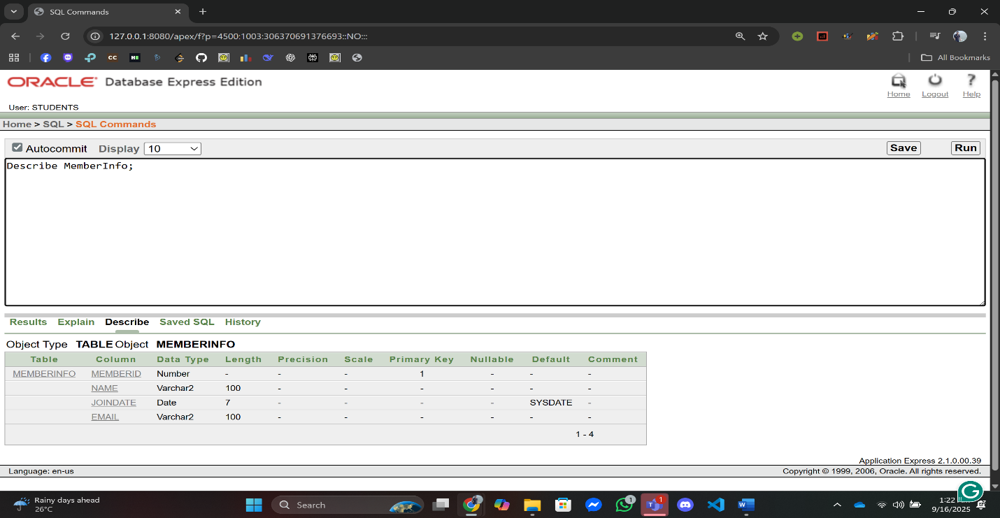 SQL Commands
127.0.0.1:8080/apex/f?p=4500:1003:306370691376693::NO:::
All Bookmarks
ORACLE Database Express Edition
Home Logout Help
User: STUDENTS
Home > SQL > SQL Commands
Autocommit Display 10 Save Run
Describe MemberInfo;
Results Explain Describe Saved SQL History
Object Type TABLE Object MEMBERINFO
Table Column Data Type Length Precision Scale Primary Key Nullable Default Comment
MEMBERINFO MEMBERID Number - - - 1 - - -
NAME Varchar2 100 - - - - - -
JOINDATE Date 7 - - - - SYSDATE -
EMAIL Varchar2 100 - - - - - -
1 - 4
Application Express 2.1.0.00.39
Language: en-us Copyright © 1999, 2006, Oracle. All rights reserved.
Rainy days ahead
26°C
Search
1
1
1:22
9/16/2025